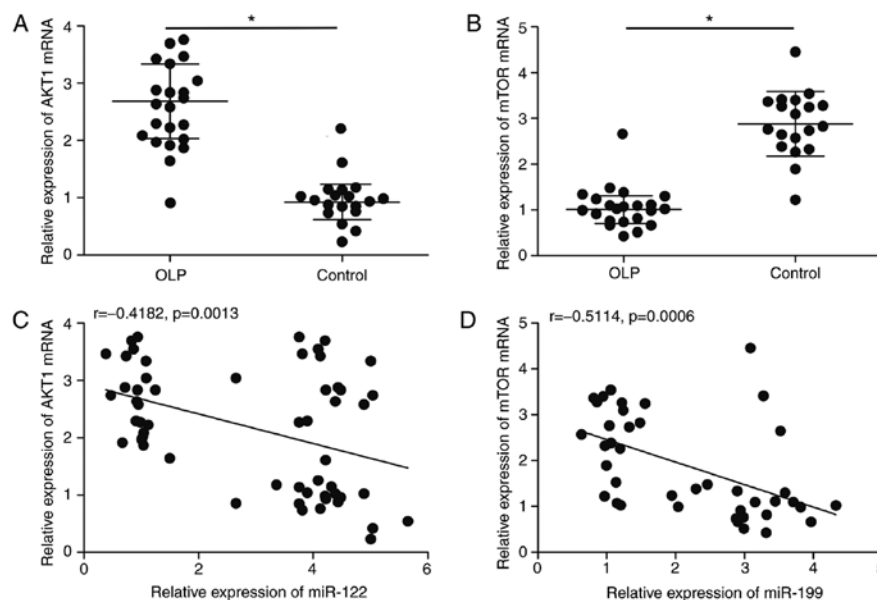 A
*
Relative expression of AKT1 mRNA
4
3
2
1
0
OLP
Control
B
*
Relative expression of mTOR mRNA
5
4
3
2
1
0
OLP
Control
C
r=−0.4182, p=0.0013
Relative expression of AKT1 mRNA
4
3
2
1
0
0
2
4
6
Relative expression of miR-122
D
r=−0.5114, p=0.0006
Relative expression of mTOR mRNA
5
4
3
2
1
0
0
1
2
3
4
5
Relative expression of miR-199